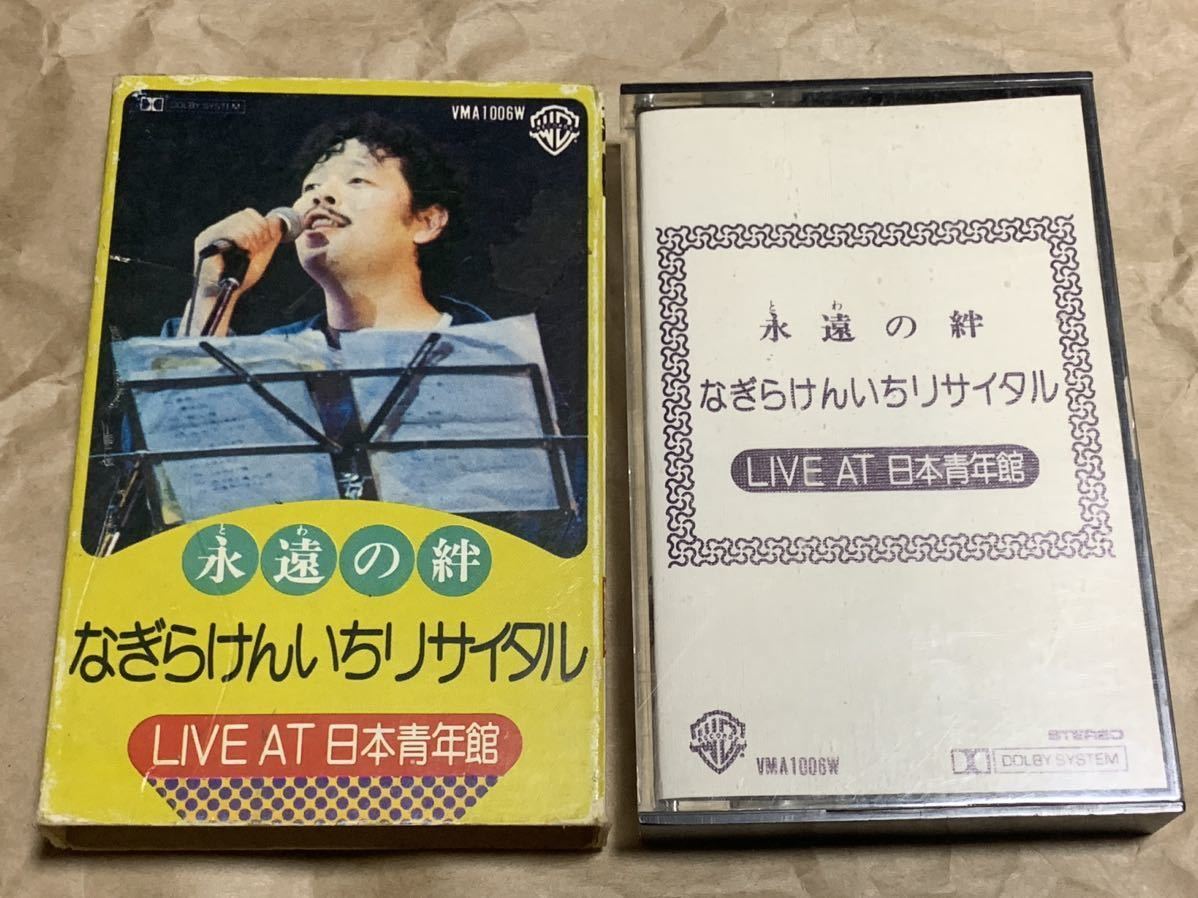 DOLBY SYSTEM
VMA1006W
RECORDS
とわ
永遠の絆
なぎらけんいちリサイタル
LIVE AT 日本青年館
とわ
永遠の絆
なぎらけんいちリサイタル
LIVE AT 日本青年館
RECORDS
VMA1006W
STEREO
DOLBY SYSTEM